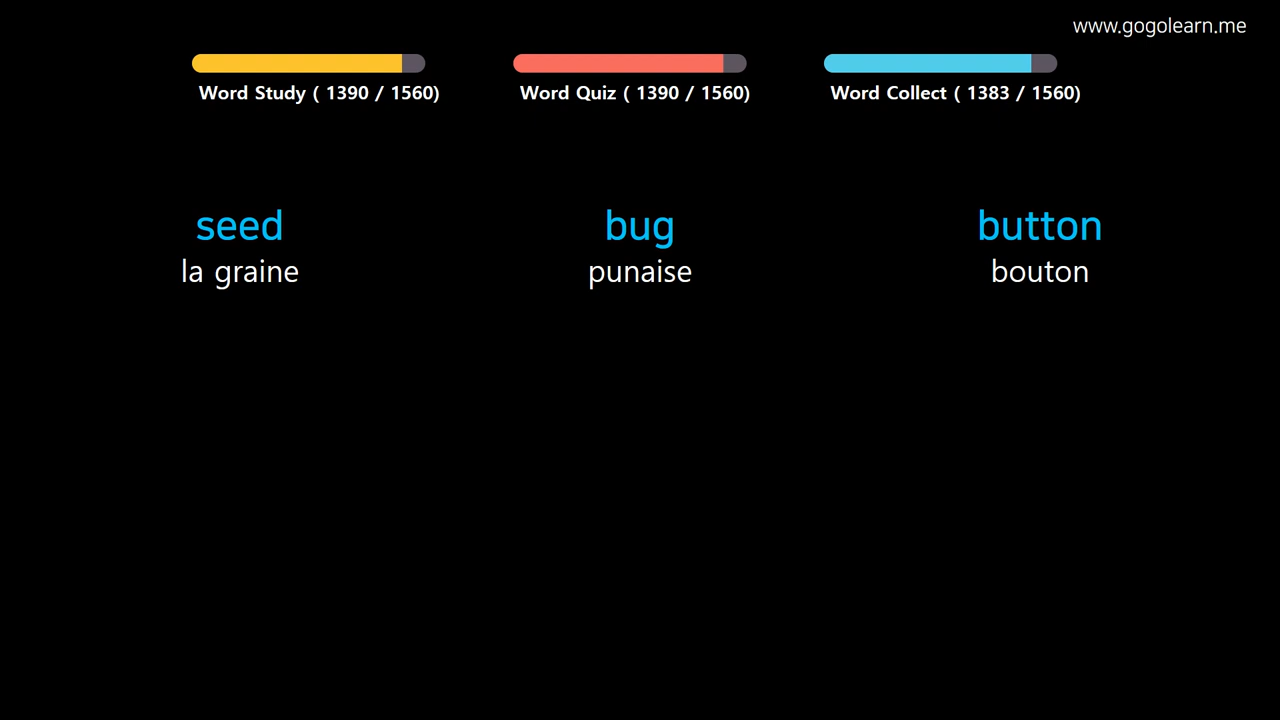 www.gogolearn.me
Word Study ( 1390 / 1560)
Word Quiz ( 1390 / 1560)
Word Collect ( 1383 / 1560)
seed
la graine
bug
punaise
button
bouton